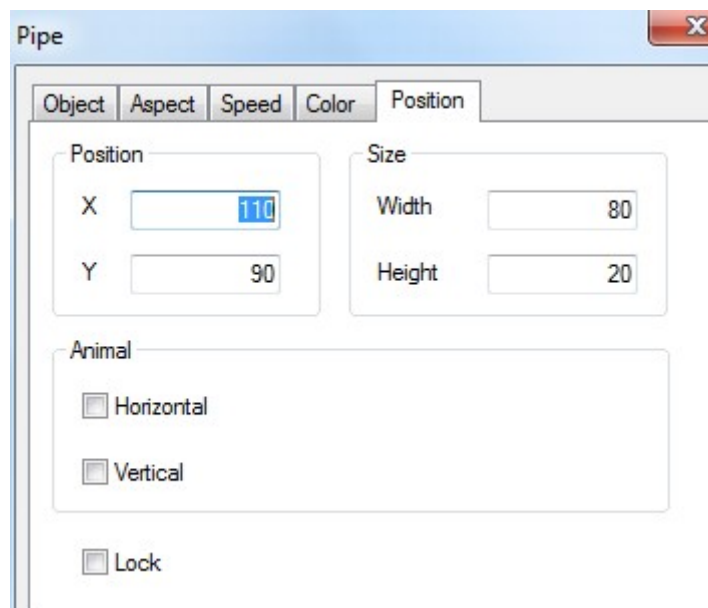 Pipe
Object Aspect Speed Color Position
Position Size
X 110 Width 80
Y 90 Height 20
Animal
Horizontal
Vertical
Lock